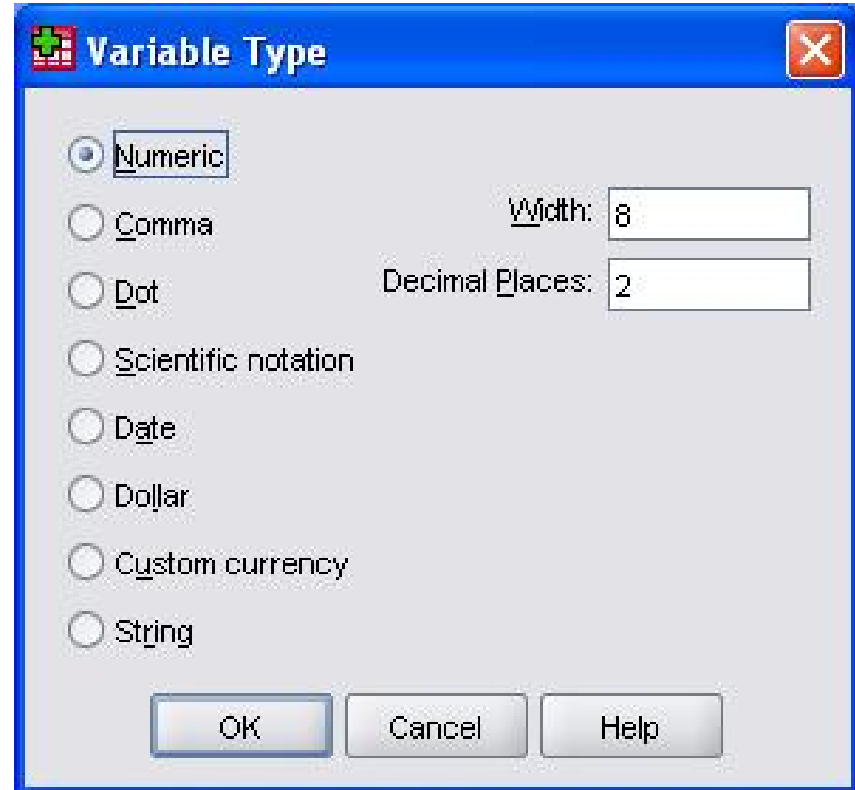 Variable Type
Numeric
Comma
Width: 8
Dot
Decimal Places: 2
Scientific notation
Date
Dollar
Custom currency
String
OK Cancel Help